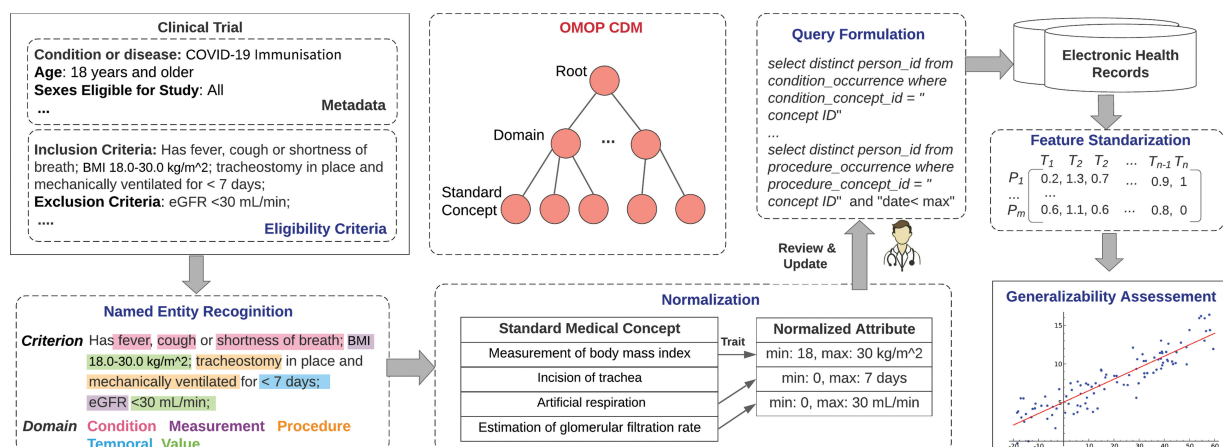 Clinical Trial
Condition or disease: COVID-19 Immunisation
Age: 18 years and older
Sexes Eligible for Study: All
...
Metadata
Inclusion Criteria: Has fever, cough or shortness of
breath; BMI 18.0-30.0 kg/m^2; tracheostomy in place and
mechanically ventilated for < 7 days;
Exclusion Criteria: eGFR <30 mL/min;
....
Eligibility Criteria
Named Entity Recoginition
Criterion Has fever, cough or shortness of breath; BMI
18.0-30.0 kg/m^2; tracheostomy in place and
mechanically ventilated for < 7 days;
eGFR <30 mL/min;
Domain Condition Measurement Procedure
Temporal Value
OMOP CDM
Root
Domain
...
Standard
Concept
Normalization
Standard Medical Concept
Measurement of body mass index
Incision of trachea
Artificial respiration
Estimation of glomerular filtration rate
Trait
Normalized Attribute
min: 18, max: 30 kg/m^2
min: 0, max: 7 days
min: 0, max: 30 mL/min
Review &
Update
Query Formulation
select distinct person_id from
condition_occurrence where
condition_concept_id = "
concept ID"
...
select distinct person_id from
procedure_occurrence where
procedure_concept_id = "
concept ID" and "date< max"
Electronic Health
Records
Feature Standarization
T1 T2 T2 ... Tn-1 Tn
P1 0.2, 1.3, 0.7 ... 0.9, 1
... ...
Pm 0.6, 1.1, 0.6 ... 0.8, 0
Generalizability Assessement
15
10
5
-20 -10 10 20 30 40 50 60